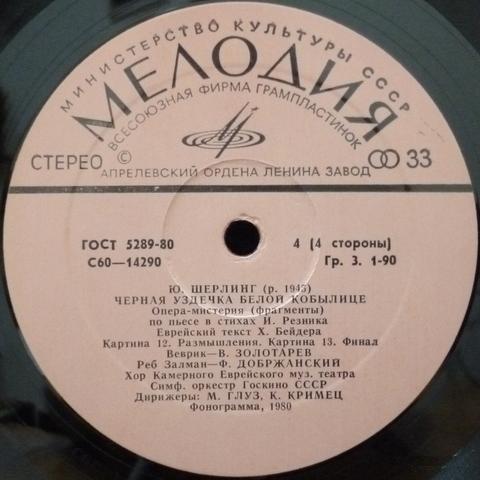 МИНИСТЕРСТВО КУЛЬТУРЫ СССР
МЕЛОДИЯ
ВСЕСОЮЗНАЯ ФИРМА ГРАМПЛАСТИНОК
СТЕРЕО © 33
АПРЕЛЕВСКИЙ ОРДЕНА ЛЕНИНА ЗАВОД
ГОСТ 5289-80 4 (4 стороны)
С60—14290 Гр. 3. 1-90
Ю. ШЕРЛИНГ (р. 1945)
ЧЕРНАЯ УЗДЕЧКА БЕЛОЙ КОБЫЛИЦЕ
Опера-мистерия (фрагменты)
по пьесе в стихах И. Резника
Еврейский текст Х. Бейдера
Картина 12. Размышления. Картина 13. Финал
Веврик—В. ЗОЛОТАРЕВ
Реб Залман—Ф. ДОБРЖАНСКИЙ
Хор Камерного Еврейского муз. театра
Симф. оркестр Госкино СССР
Дирижеры: М. ГЛУЗ, К. КРИМЕЦ
Фонограмма, 1980